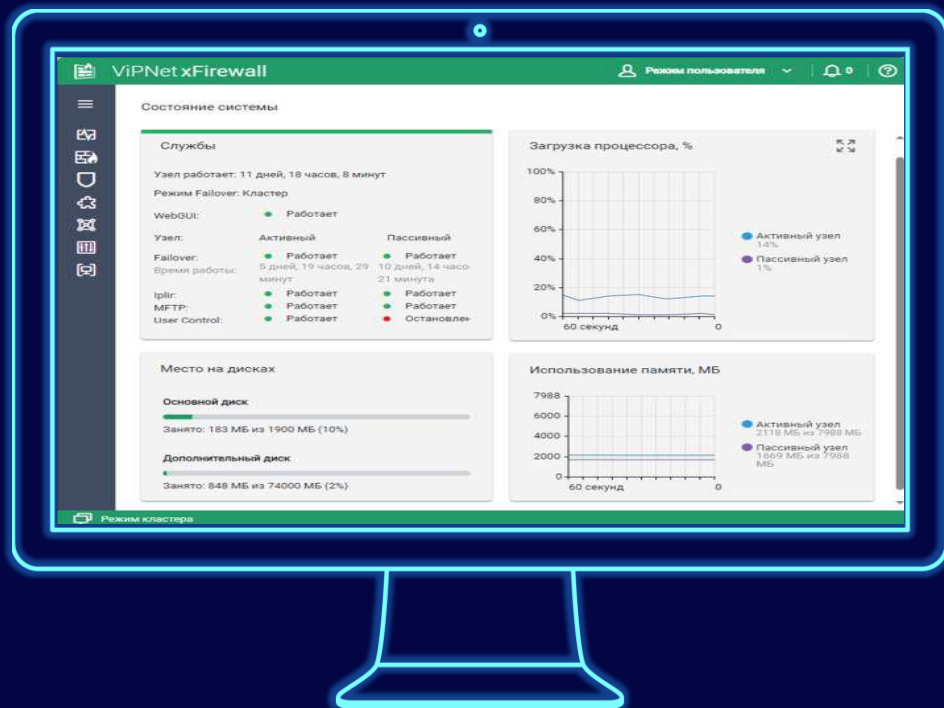 ViPNet xFirewall
Режим пользователя
0
Состояние системы
Службы
Узел работает: 11 дней, 18 часов, 8 минут
Режим Failover: Кластер
WebGUI: Работает
Узел: Активный Пассивный
Failover: Работает Работает
Время работы: 5 дней, 19 часов, 29 минут 10 дней, 14 часо 21 минута
Iplir: Работает Работает
MFTP: Работает Работает
User Control: Работает Остановлен
Загрузка процессора, %
100%
80%
60%
40%
20%
0%
60 секунд 0
Активный узел
14%
Пассивный узел
1%
Место на дисках
Основной диск
Занято: 183 МБ из 1900 МБ (10%)
Дополнительный диск
Занято: 848 МБ из 74000 МБ (2%)
Использование памяти, МБ
7988
6000
4000
2000
0
60 секунд 0
Активный узел
2118 МБ из 7988 МБ
Пассивный узел
1669 МБ из 7988
МБ
Режим кластера